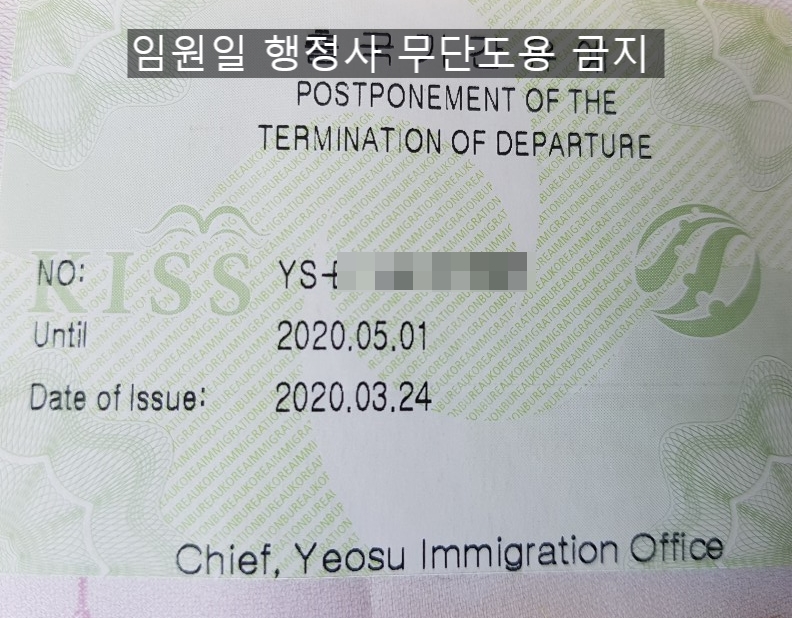 임원일 행정사 무단도용 금지
POSTPONEMENT OF THE
TERMINATION OF DEPARTURE
KISS
NO: YS-
Until 2020.05.01
Date of Issue: 2020.03.24
Chief, Yeosu Immigration Office